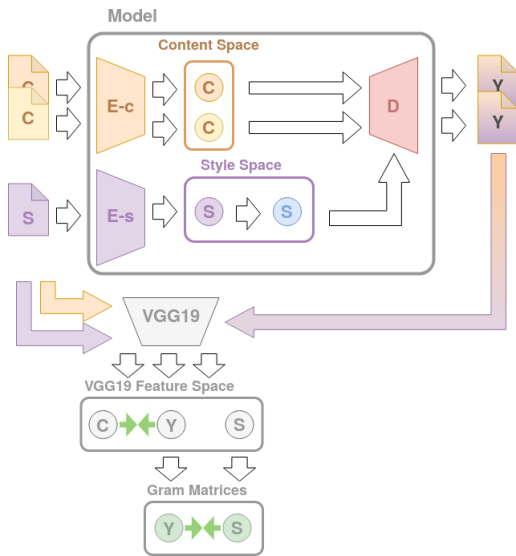 Model
Content Space
C
C
E-c
C
C
D
Y
Y
Style Space
S
E-s
S
S
VGG19
VGG19 Feature Space
C Y S
Gram Matrices
Y S